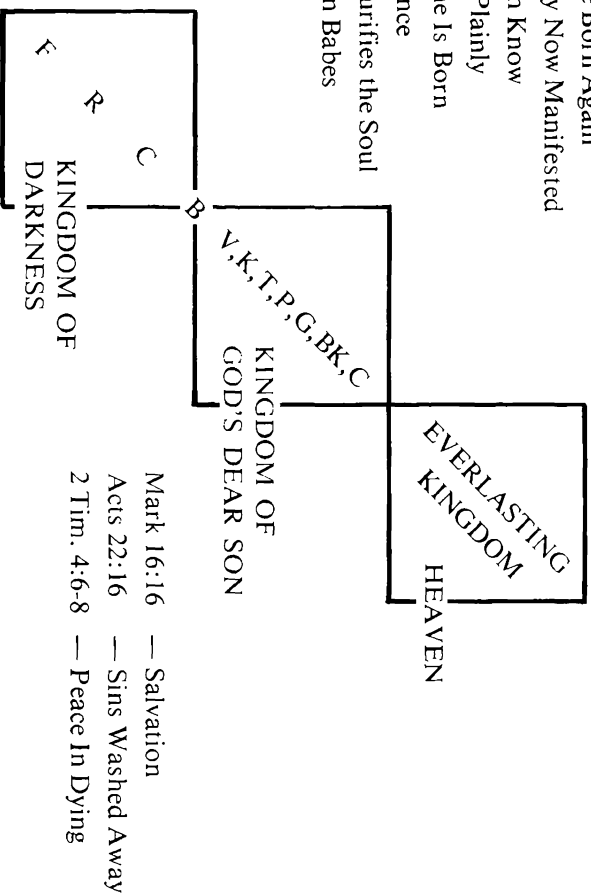 Born Again
Now Manifested
Know
Plainly
Is Born
the Soul
Babes
EVERLASTING
KINGDOM
HEAVEN
V,K,T,P,G,BK,C
KINGDOM OF
GOD'S DEAR SON
B
C
R
F
KINGDOM OF
DARKNESS
Mark 16:16 — Salvation
Acts 22:16 — Sins Washed Away
2 Tim. 4:6-8 — Peace In Dying